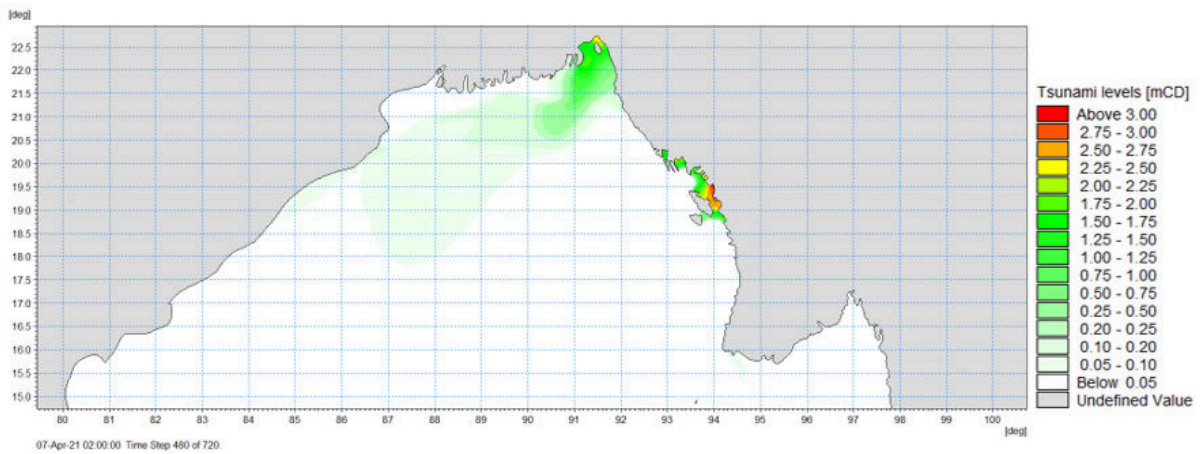 [deg]
22.5
22.0
21.5
21.0
20.5
20.0
19.5
19.0
18.5
18.0
17.5
17.0
16.5
16.0
15.5
15.0
80 81 82 83 84 85 86 87 88 89 90 91 92 93 94 95 96 97 98 99 100
[deg]
07-Apr-21 02:00:00 Time Step 480 of 720.
Tsunami levels [mCD]
Above 3.00
2.75 - 3.00
2.50 - 2.75
2.25 - 2.50
2.00 - 2.25
1.75 - 2.00
1.50 - 1.75
1.25 - 1.50
1.00 - 1.25
0.75 - 1.00
0.50 - 0.75
0.25 - 0.50
0.20 - 0.25
0.10 - 0.20
0.05 - 0.10
Below 0.05
Undefined Value